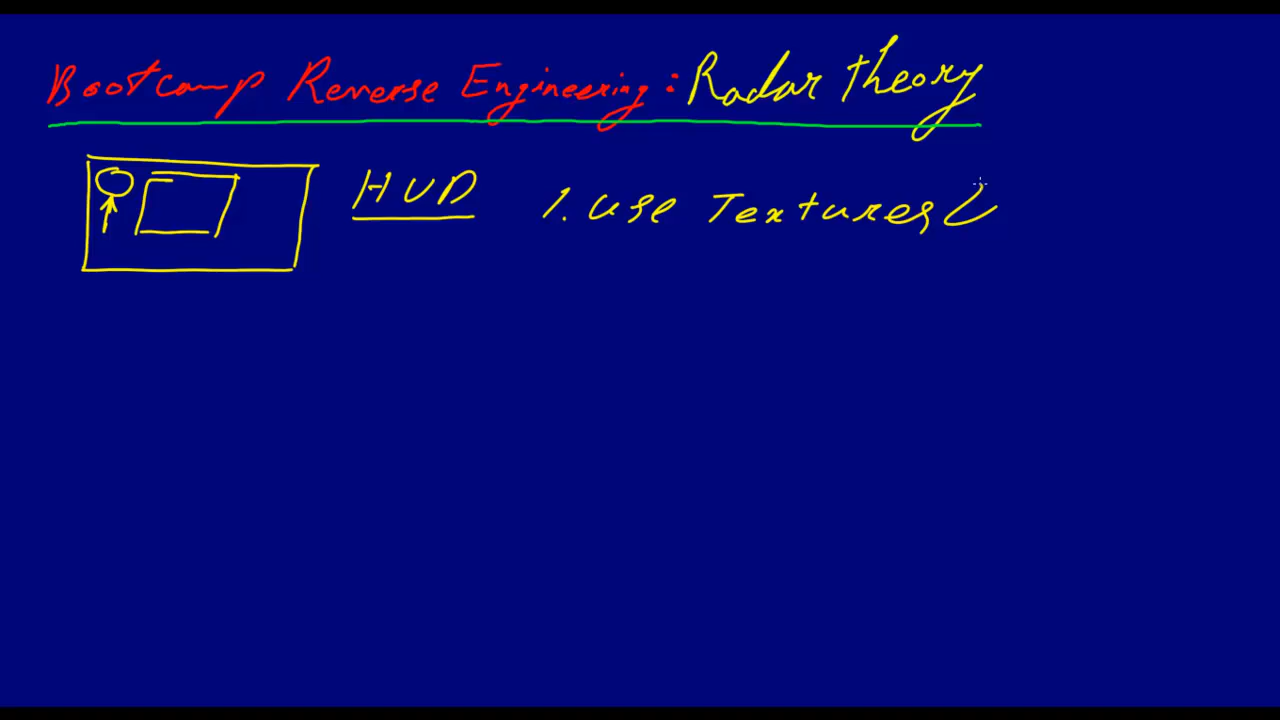 Bootcamp Reverse Engineering: Radar Theory
HUD 1. Use Textures